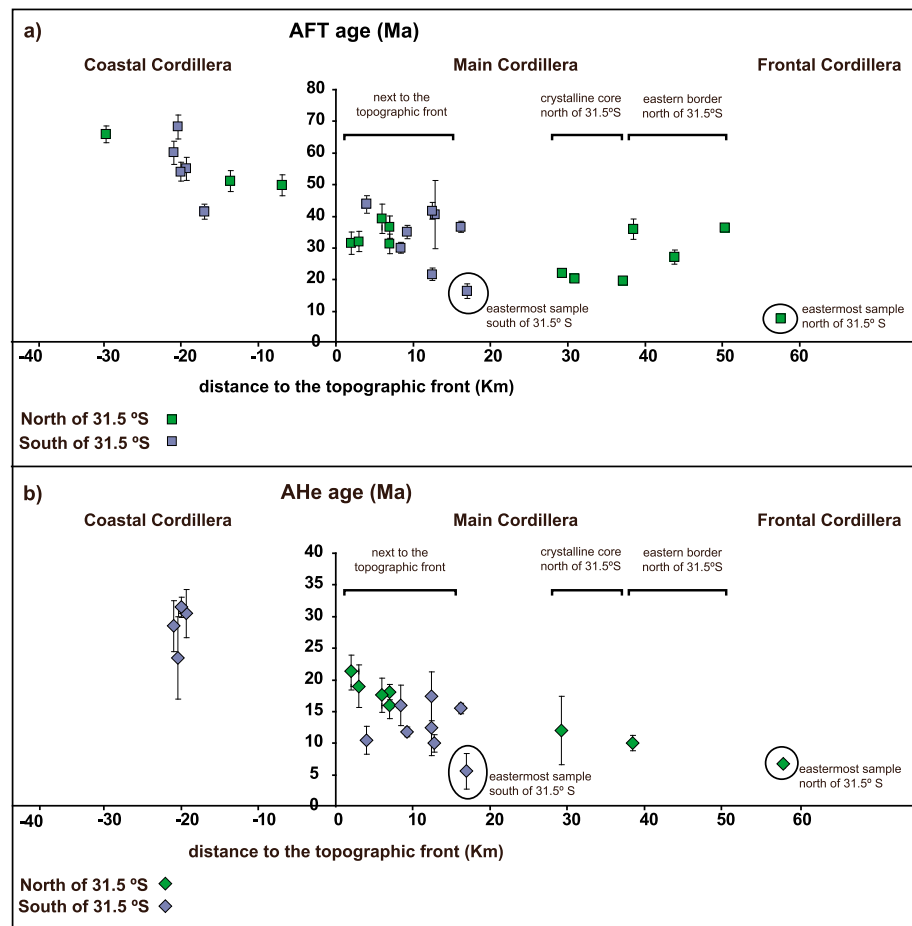 a)
AFT age (Ma)
Coastal Cordillera
Main Cordillera
Frontal Cordillera
next to the
topographic front
crystalline core
north of 31.5ºS
eastern border
north of 31.5ºS
80
70
60
50
40
30
20
10
0
eastermost sample
south of 31.5º S
eastermost sample
north of 31.5º S
-40
-30
-20
-10
0
10
20
30
40
50
60
distance to the topographic front (Km)
North of 31.5 ºS
South of 31.5 ºS
b)
AHe age (Ma)
Coastal Cordillera
Main Cordillera
Frontal Cordillera
next to the
topographic front
crystalline core
north of 31.5ºS
eastern border
north of 31.5ºS
40
35
30
25
20
15
10
5
0
eastermost sample
south of 31.5º S
eastermost sample
north of 31.5º S
-40
-30
-20
-10
0
10
20
30
40
50
60
distance to the topographic front (Km)
North of 31.5 ºS
South of 31.5 ºS